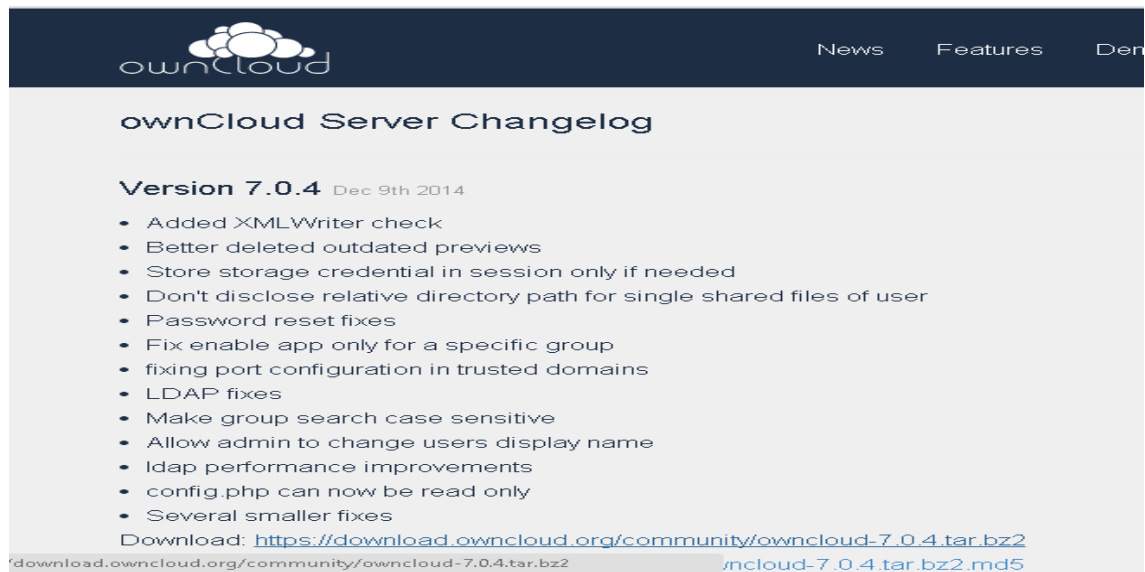 ownCloud
News Features Den
ownCloud Server Changelog
Version 7.0.4 Dec 9th 2014
• Added XMLWriter check
• Better deleted outdated previews
• Store storage credential in session only if needed
• Don't disclose relative directory path for single shared files of user
• Password reset fixes
• Fix enable app only for a specific group
• fixing port configuration in trusted domains
• LDAP fixes
• Make group search case sensitive
• Allow admin to change users display name
• ldap performance improvements
• config.php can now be read only
• Several smaller fixes
Download: https://download.owncloud.org/community/owncloud-7.0.4.tar.bz2
/download.owncloud.org/community/owncloud-7.0.4.tar.bz2 wncloud-7.0.4.tar.bz2.md5